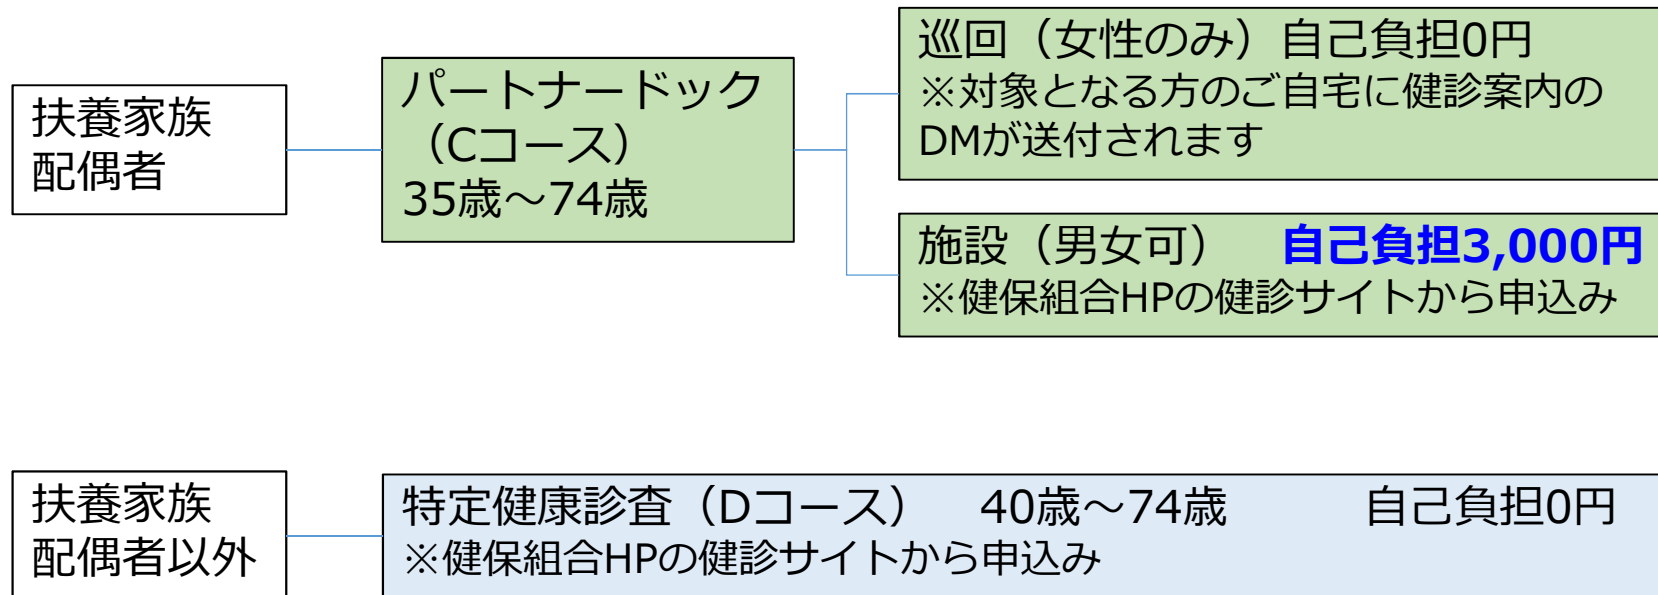 扶養家族
配偶者
パートナードック
（Cコース）
35歳～74歳
巡回（女性のみ）自己負担0円
※対象となる方のご自宅に健診案内の
DMが送付されます
施設（男女可）　自己負担3,000円
※健保組合HPの健診サイトから申込み
扶養家族
配偶者以外
特定健康診査（Dコース）　40歳～74歳　　　自己負担0円
※健保組合HPの健診サイトから申込み